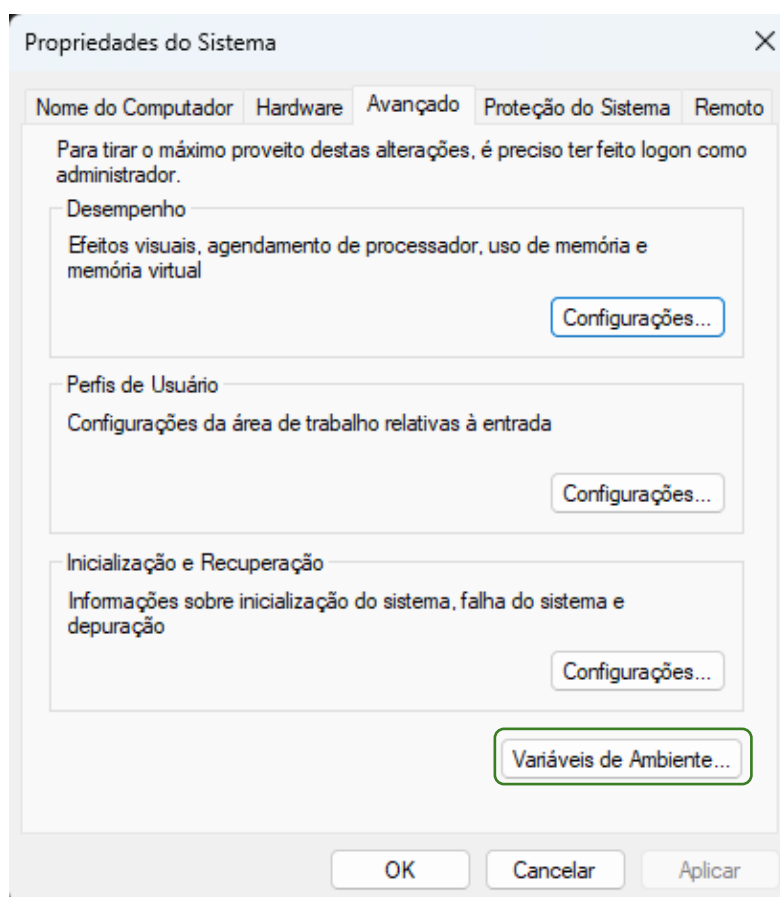 Propriedades do Sistema
Nome do Computador Hardware Avançado Proteção do Sistema Remoto
Para tirar o máximo proveito destas alterações, é preciso ter feito logon como
administrador.
Desempenho
Efeitos visuais, agendamento de processador, uso de memória e
memória virtual
Configurações...
Perfis de Usuário
Configurações da área de trabalho relativas à entrada
Configurações...
Inicialização e Recuperação
Informações sobre inicialização do sistema, falha do sistema e
depuração
Configurações...
Variáveis de Ambiente...
OK Cancelar Aplicar